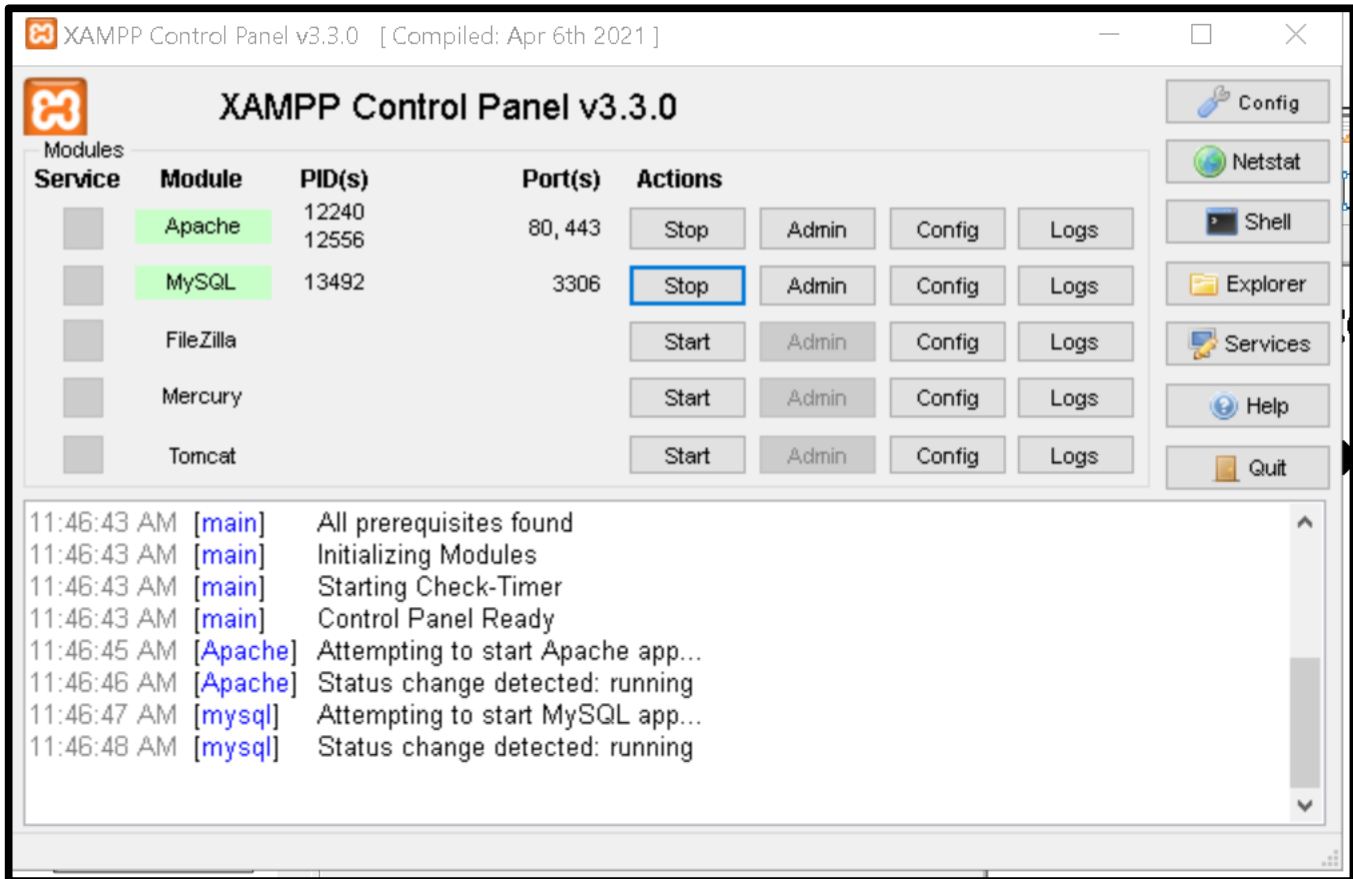 XAMPP Control Panel v3.3.0 [ Compiled: Apr 6th 2021 ]
XAMPP Control Panel v3.3.0
Config
Modules
Netstat
Service Module PID(s) Port(s) Actions
Apache 12240 12556 80, 443 Stop Admin Config Logs
Shell
MySQL 13492 3306 Stop Admin Config Logs
Explorer
FileZilla Start Admin Config Logs
Services
Mercury Start Admin Config Logs
Help
Tomcat Start Admin Config Logs
Quit
11:46:43 AM [main] All prerequisites found
11:46:43 AM [main] Initializing Modules
11:46:43 AM [main] Starting Check-Timer
11:46:43 AM [main] Control Panel Ready
11:46:45 AM [Apache] Attempting to start Apache app...
11:46:46 AM [Apache] Status change detected: running
11:46:47 AM [mysql] Attempting to start MySQL app...
11:46:48 AM [mysql] Status change detected: running